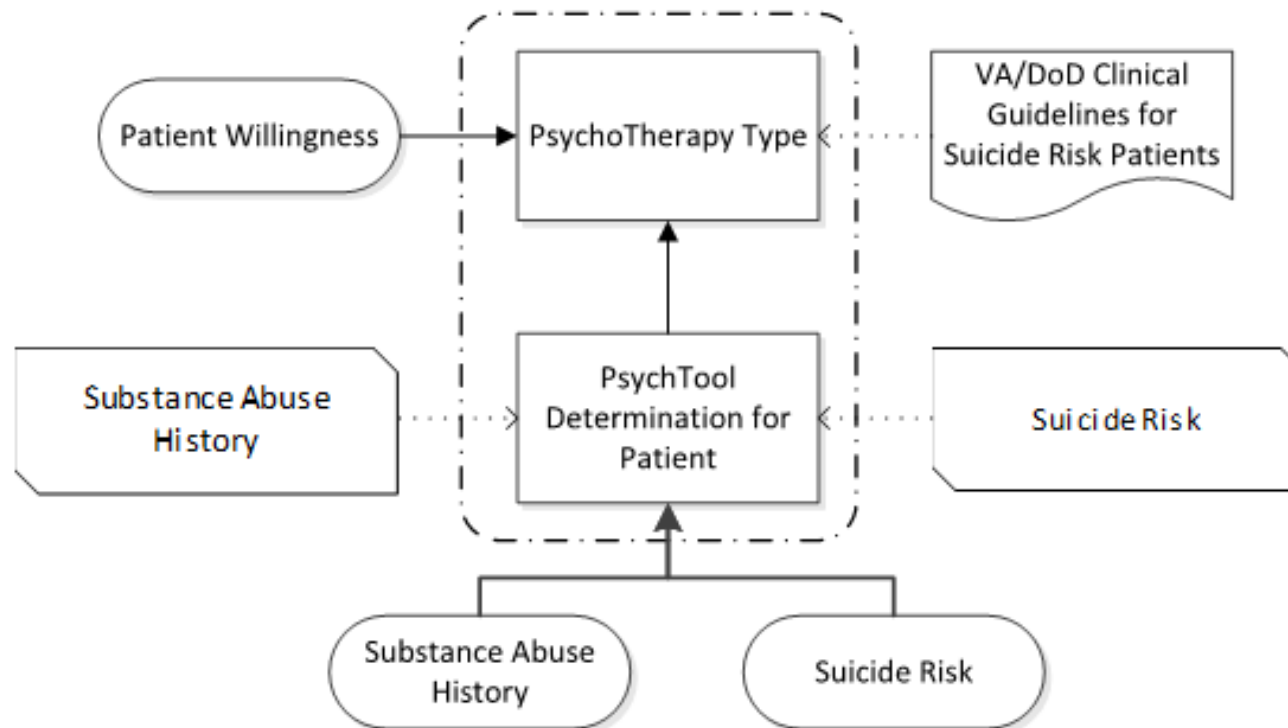 Patient Willingness
PsychoTherapy Type
VA/DoD Clinical
Guidelines for
Suicide Risk Patients
Substance Abuse
History
PsychTool
Determination for
Patient
Suicide Risk
Substance Abuse
History
Suicide Risk